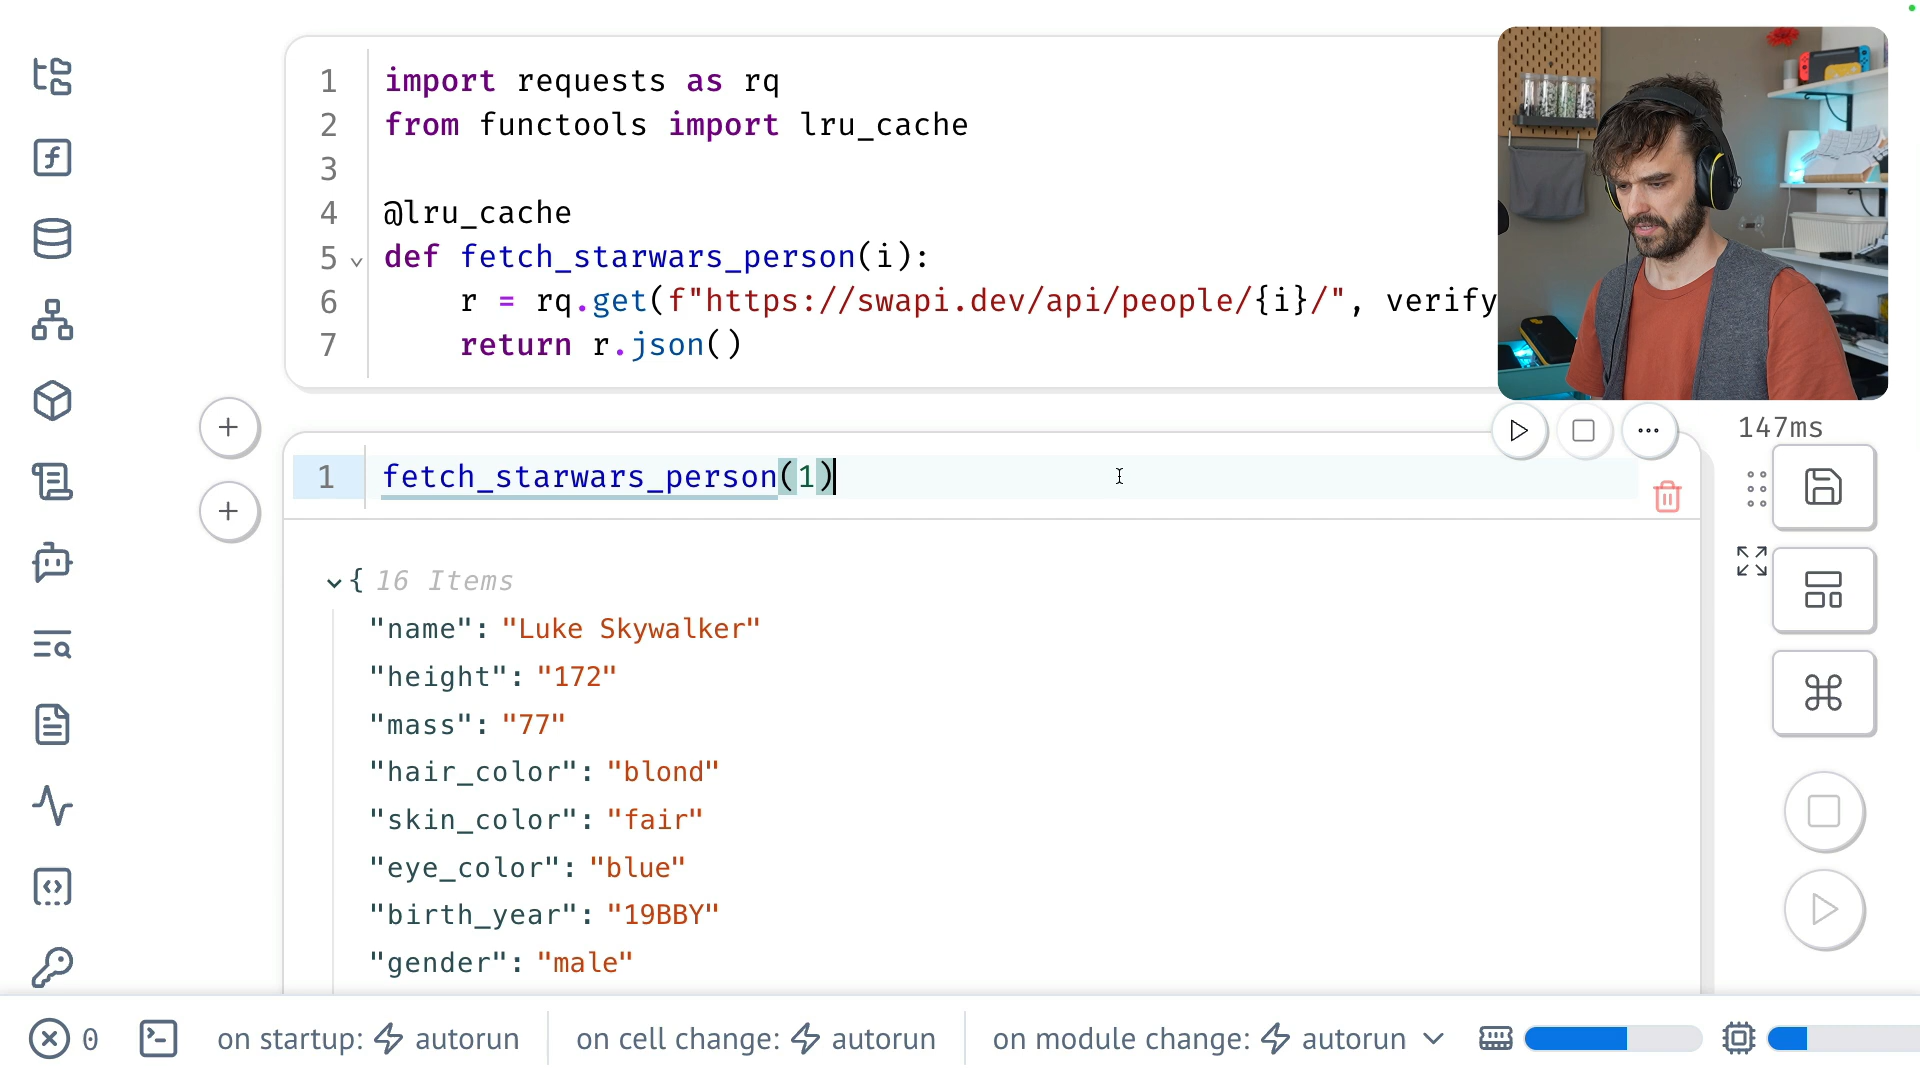 1 import requests as rq
2 from functools import lru_cache
3
4 @lru_cache
5 def fetch_starwars_person(i):
6 r = rq.get(f"https://swapi.dev/api/people/{i}/", verify
7 return r.json()
147ms
1 fetch_starwars_person(1)
{ 16 Items
"name": "Luke Skywalker"
"height": "172"
"mass": "77"
"hair_color": "blond"
"skin_color": "fair"
"eye_color": "blue"
"birth_year": "19BBY"
"gender": "male"
0 on startup: autorun on cell change: autorun on module change: autorun